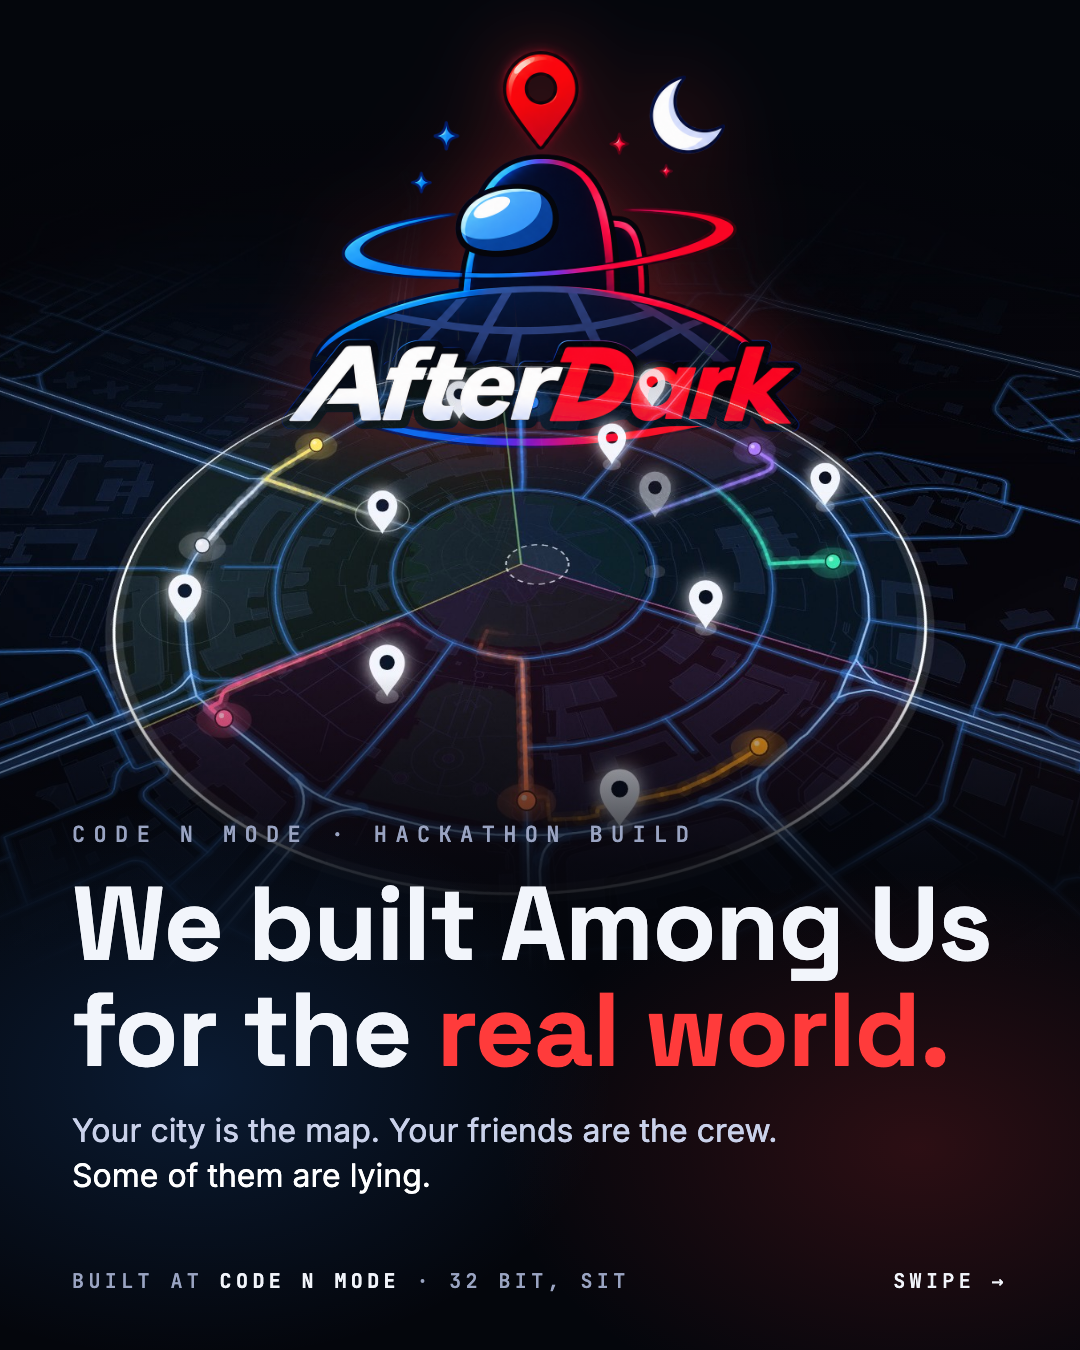 AfterDark
CODE N MODE · HACKATHON BUILD
We built Among Us
for the real world.
Your city is the map. Your friends are the crew.
Some of them are lying.
BUILT AT CODE N MODE · 32 BIT, SIT
SWIPE →